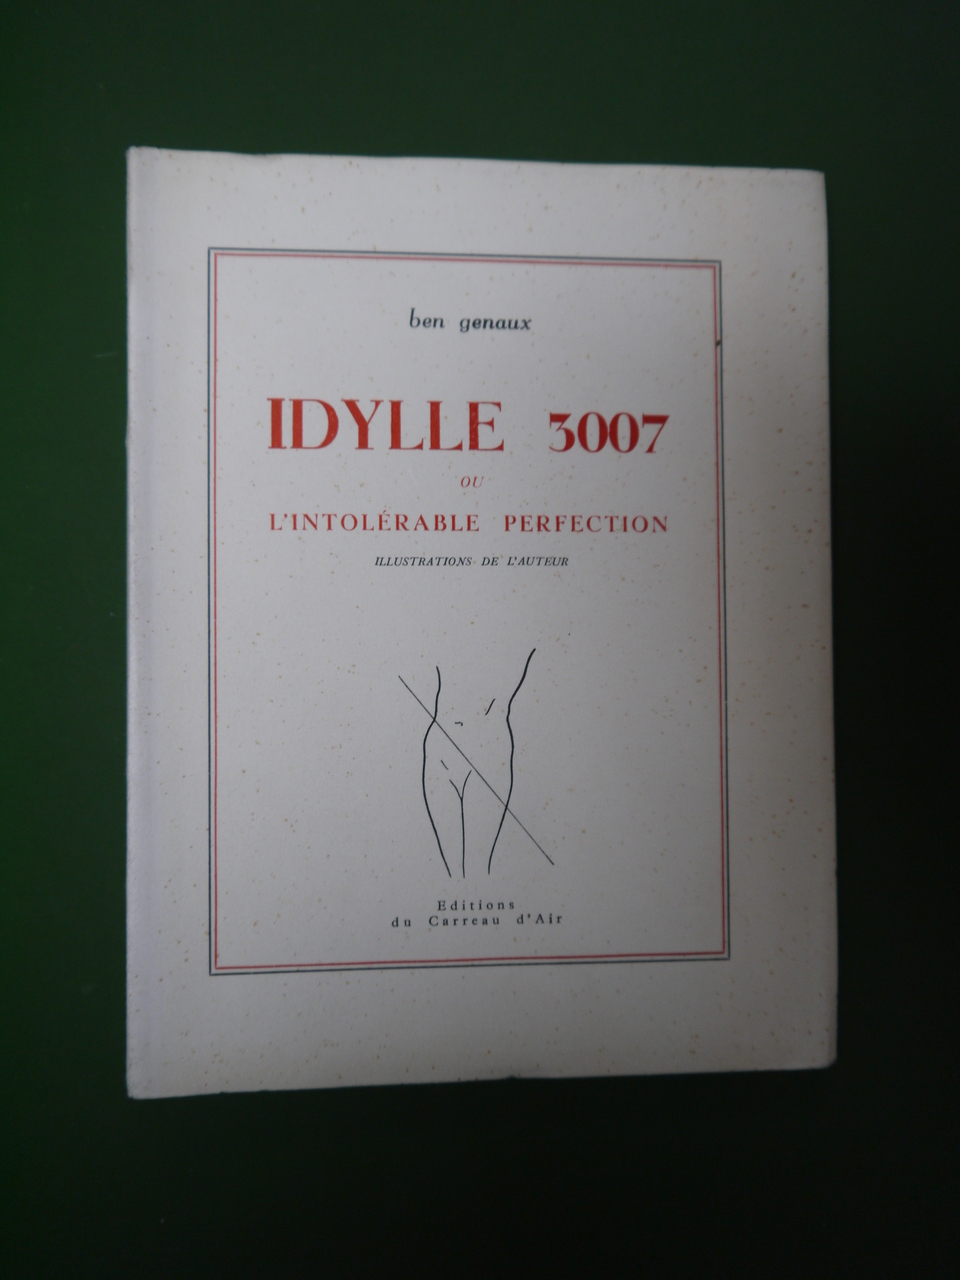 ben genaux
IDYLLE 3007
OU
L'INTOLÉRABLE PERFECTION
ILLUSTRATIONS DE L'AUTEUR
Editions
du Carreau d'Air